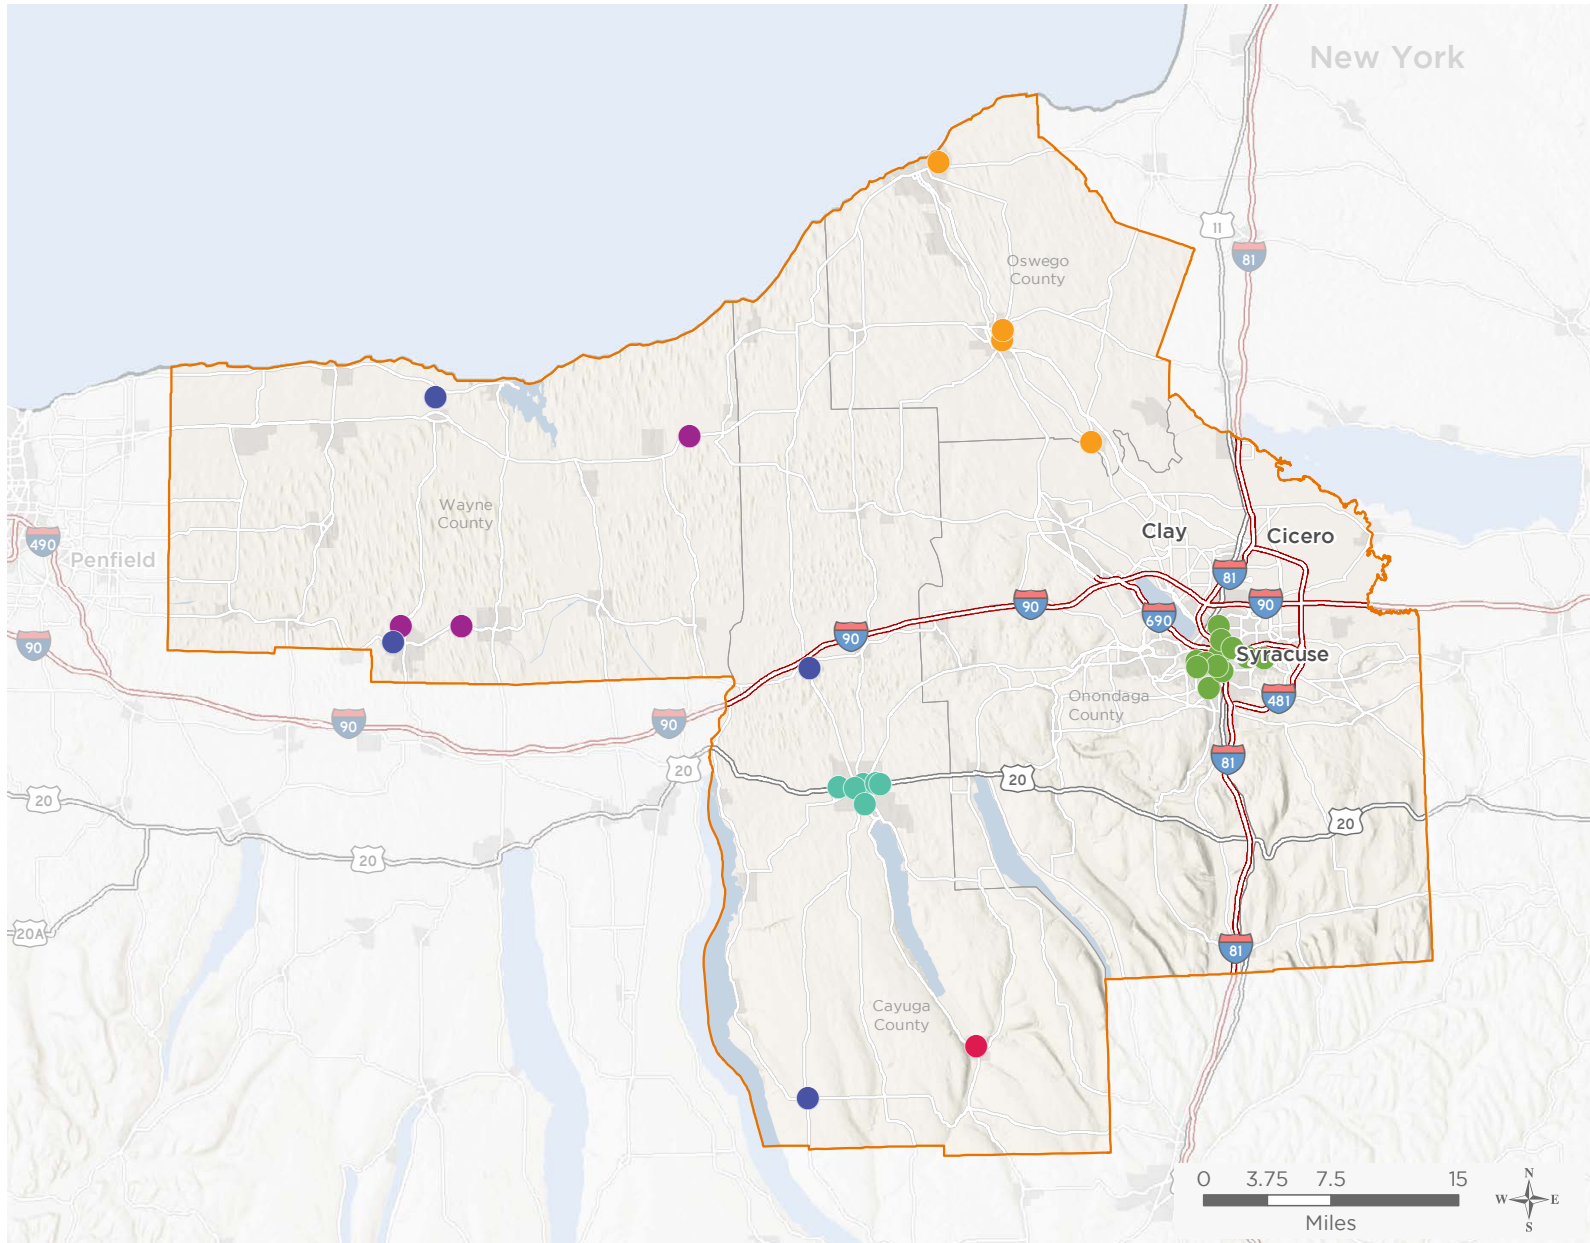 New York
11
81
Oswego
County
Wayne
County
Clay
Cicero
490
Penfield
81
90
90
690
90
90
Syracuse
Onondaga
County
481
90
90
81
20
20
20
20
20
20A
81
Cayuga
County
0 3.75 7.5 15
Miles
N
W E
S